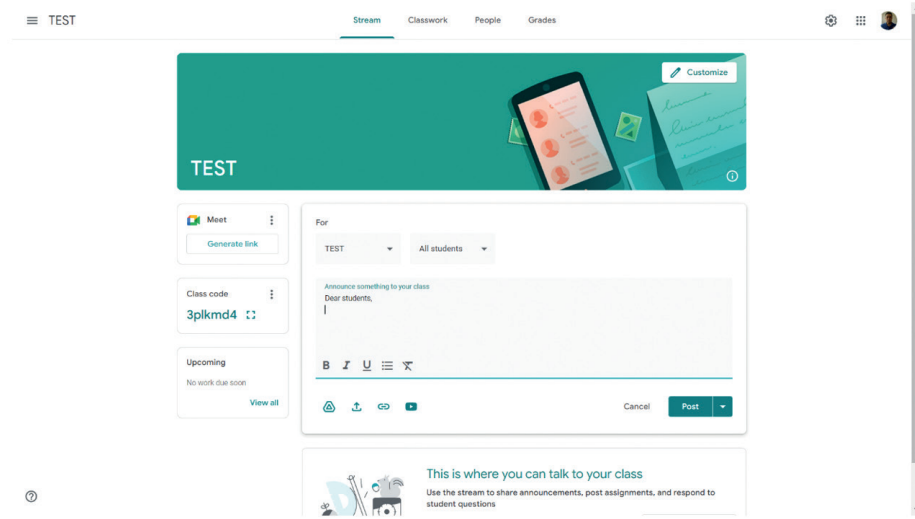 TEST
Stream
Classwork
People
Grades
Customize
TEST
Meet
Generate link
Class code
3plkmd4
Upcoming
No work due soon
View all
For
TEST
All students
Announce something to your class
Dear students,
B I U
Cancel
Post
This is where you can talk to your class
Use the stream to share announcements, post assignments, and respond to
student questions